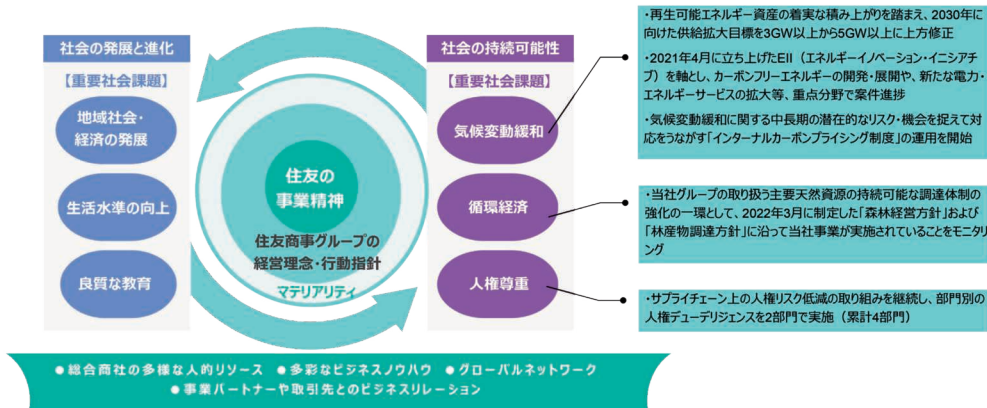 社会の発展と進化
【重要社会課題】
地域社会・
経済の発展
生活水準の向上
良質な教育
住友の
事業精神
住友商事グループの
経営理念・行動指針
マテリアリティ
社会の持続可能性
【重要社会課題】
気候変動緩和
循環経済
人権尊重
・再生可能エネルギー資産の着実な積み上がりを踏まえ、2030年に
向けた供給拡大目標を3GW以上から5GW以上に上方修正
・2021年4月に立ち上げたEII（エネルギーイノベーション・イニシアチ
ブ）を軸とし、カーボンフリーエネルギーの開発・展開や、新たな電力・
エネルギーサービスの拡大等、重点分野で案件進捗
・気候変動緩和に関する中長期の潜在的なリスク・機会を捉えて対
応をうながす「インターナルカーボンプライシング制度」の運用を開始
・当社グループの取り扱う主要天然資源の持続可能な調達体制の
強化の一環として、2022年3月に制定した「森林経営方針」および
「林産物調達方針」に沿って当社事業が実施されていることをモニタリ
ング
・サプライチェーン上の人権リスク低減の取り組みを継続し、部門別の
人権デューデリジェンスを2部門で実施（累計4部門）
●総合商社の多様な人的リソース ●多彩なビジネスノウハウ ●グローバルネットワーク
●事業パートナーや取引先とのビジネスリレーション